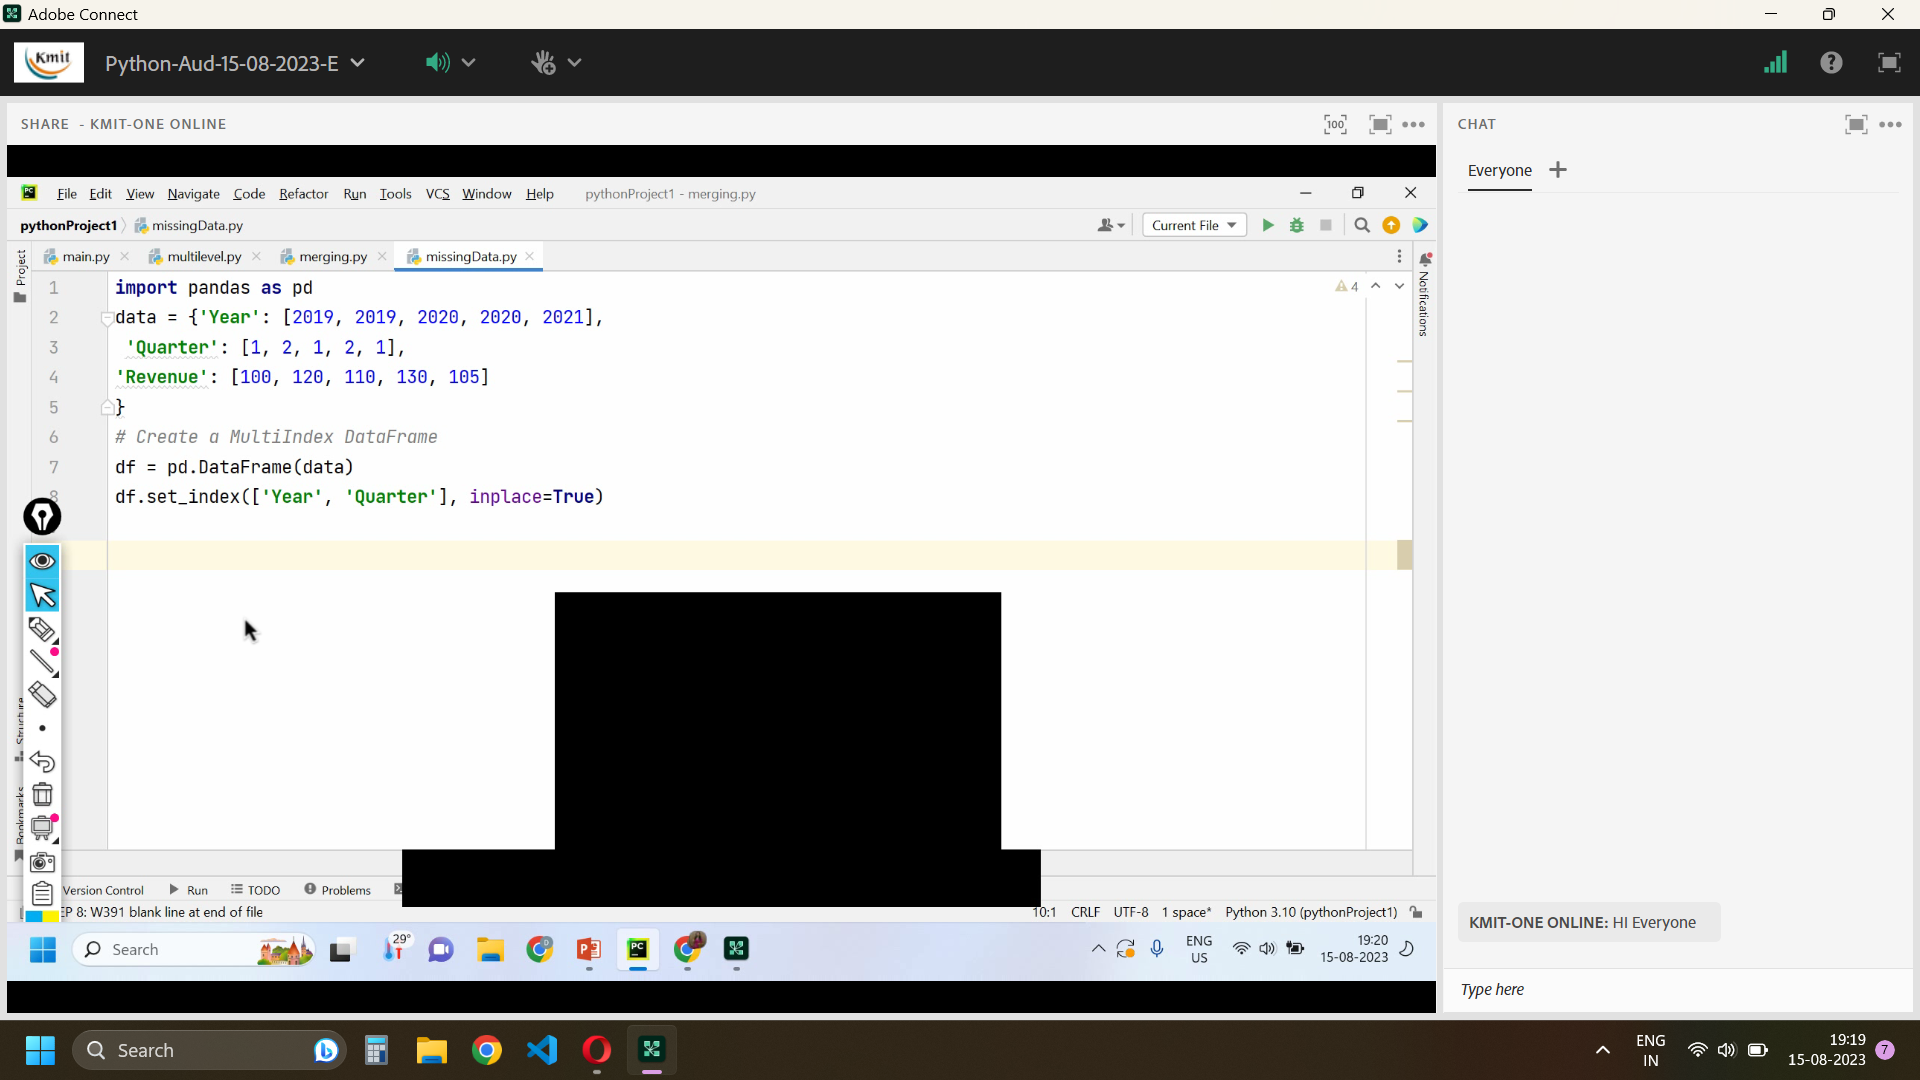 Adobe Connect
Kmit
Python-Aud-15-08-2023-E
SHARE - KMIT-ONE ONLINE
100
CHAT
Everyone
PC
File Edit View Navigate Code Refactor Run Tools VCS Window Help pythonProject1 - merging.py
pythonProject1 missingData.py
Current File
Project
main.py multilevel.py merging.py missingData.py
Notifications
4
1 import pandas as pd
2 data = {'Year': [2019, 2019, 2020, 2020, 2021],
3 'Quarter': [1, 2, 1, 2, 1],
4 'Revenue': [100, 120, 110, 130, 105]
5 }
6 # Create a MultiIndex DataFrame
7 df = pd.DataFrame(data)
8 df.set_index(['Year', 'Quarter'], inplace=True)
Structure
Bookmarks
Version Control Run TODO Problems
EP 8: W391 blank line at end of file
10:1 CRLF UTF-8 1 space* Python 3.10 (pythonProject1)
KMIT-ONE ONLINE: HI Everyone
Type here
Search
29°
PC
ENG
US
19:20
15-08-2023
Search
ENG
IN
19:19
15-08-2023
7